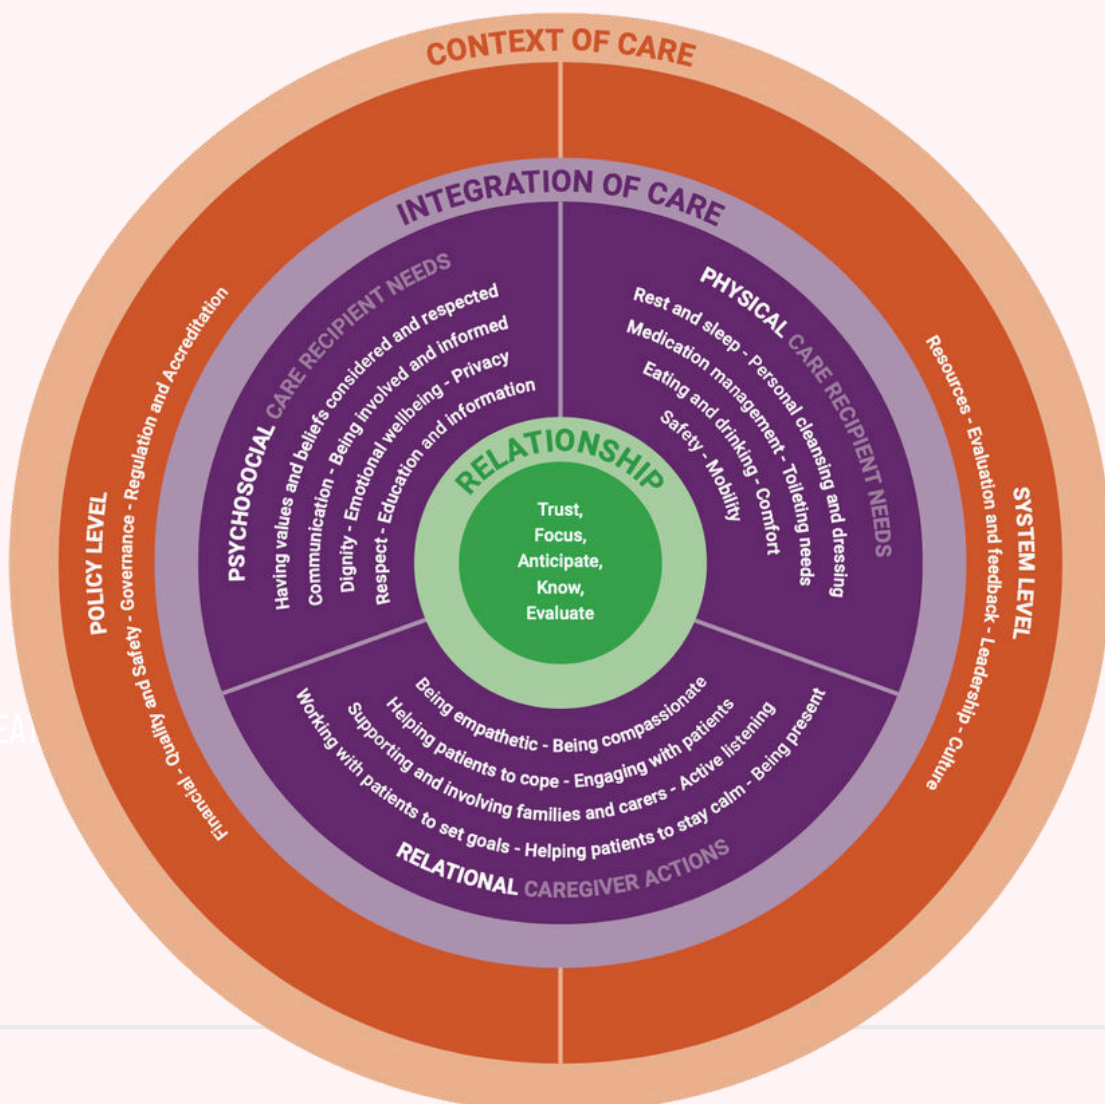 CONTEXT OF CARE
INTEGRATION OF CARE
RELATIONSHIP
Trust,
Focus,
Anticipate,
Know,
Evaluate
PSYCHOSOCIAL CARE RECIPIENT NEEDS
Having values and beliefs considered and respected
Communication - Being involved and informed
Dignity - Emotional wellbeing - Privacy
Respect - Education and information
PHYSICAL CARE RECIPIENT NEEDS
Rest and sleep - Personal cleansing and dressing
Medication management - Toileting needs
Eating and drinking - Comfort
Safety - Mobility
Being empathetic - Being compassionate
Helping patients to cope - Engaging with patients
Supporting and involving families and carers - Active listening
Working with patients to set goals - Helping patients to stay calm - Being present
RELATIONAL CAREGIVER ACTIONS
POLICY LEVEL
Financial - Quality and Safety - Governance - Regulation and Accreditation
SYSTEM LEVEL
Resources - Evaluation and feedback - Leadership - Culture